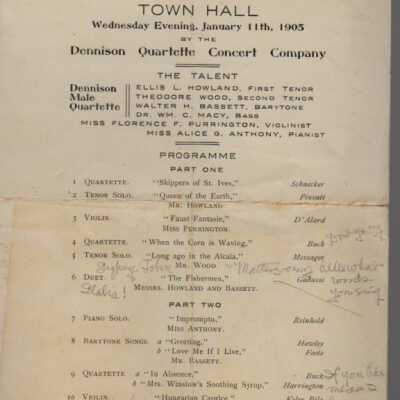 TOWN HALL
Wednesday Evening, January 11th, 1905
BY THE
Dennison Quartette Concert Company
THE TALENT
Dennison Male Quartette
ELLIS L. HOWLAND, FIRST TENOR
THEODORE WOOD, SECOND TENOR
WALTER H. BASSETT, BARYTONE
DR. WM. C. MACY, BASS
MISS FLORENCE F. PURRINGTON, VIOLINIST
MISS ALICE G. ANTHONY, PIANIST
PROGRAMME
PART ONE
1 QUARTETTE. "Skippers of St. Ives," Schnecker
2 TENOR SOLO. "Queen of the Earth," Pinsuti
MR. HOWLAND
3 VIOLIN. "Faust Fantasie," D'Alard
MISS PURRINGTON.
4 QUARTETTE "When the Corn is Waving," Buck
5 TENOR SOLO. "Long ago in the Alcala," Messager
MR. WOOD
6 DUET. "The Fishermen,"
MESSRS. HOWLAND AND BASSETT.
PART TWO
7 PIANO SOLO. "Impromptu," Reinhold
MISS ANTHONY.
8 BARYTONE SONGS. a "Greeting," Hawley
b "Love Me If I Live," Foote
MR. BASSETT.
9 QUARTETTE a "In Absence," Buck
b "Mrs. Winslow's Soothing Syrup," Harrington
10 VIOLIN. "Hungarian Caprice,"